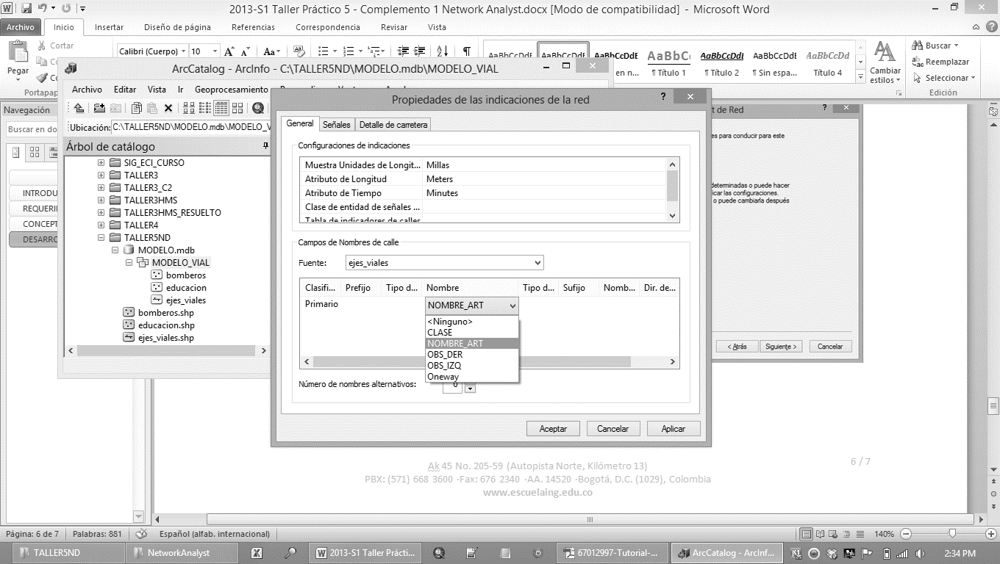 2013-S1 Taller Práctico 5 - Complemento 1 Network Analyst.docx [Modo de compatibilidad] - Microsoft Word
Archivo Inicio Insertar Diseño de página Referencias Correspondencia Revisar Vista
Cortar
Pegar
Portapap
Calibri (Cuerpo) 10
AaBbCcDdI AaBbCcDdI AaBbCcDdI AaBbC AaBbCcDdI AaBbCcDdI AaBbCcDd
en n... ¶ Título 1 ¶ Título 2 ¶ Sin espa... Título 4
Cambiar estilos
Buscar
Reemplazar
Seleccionar
Edición
ArcCatalog - ArcInfo - C:\TALLER5ND\MODELO.mdb\MODELO_VIAL
Archivo Editar Vista Ir Geoprocesamiento
Ubicación: C:\TALLER5ND\MODELO.mdb\MODELO_V
Árbol de catálogo
SIG_ECI_CURSO
TALLER3
TALLER3_C2
TALLER3HMS
TALLER3HMS_RESUELTO
TALLER4
TALLER5ND
MODELO.mdb
MODELO_VIAL
bomberos
educacion
ejes_viales
bomberos.shp
educacion.shp
ejes_viales.shp
Navegación
Buscar en do
INTRODU
REQUERI
CONCEPT
DESARRO
Propiedades de las indicaciones de la red
General Señales Detalle de carretera
Configuraciones de indicaciones
Muestra Unidades de Longit... Millas
Atributo de Longitud Meters
Atributo de Tiempo Minutes
Clase de entidad de señales ...
Tabla de indicadores de calles
Campos de Nombres de calle
Fuente: ejes_viales
Clasifi... Prefijo Tipo d... Nombre Tipo d... Sufijo Nomb... Dir. de...
Primario NOMBRE_ART
<Ninguno>
CLASE
NOMBRE_ART
OBS_DER
OBS_IZQ
Oneway
Número de nombres alternativos: 0
Aceptar Cancelar Aplicar
t de Red
es para conducir para este
determinadas o puede hacer
icar las configuraciones.
o puede cambiarla después
< Atrás Siguiente > Cancelar
6 / 7
Ak 45 No. 205-59 (Autopista Norte, Kilómetro 13)
PBX: (571) 668 3600 ·Fax: 676 2340 ·AA. 14520 ·Bogotá, D.C. (1029), Colombia
www.escuelaing.edu.co
Página: 6 de 7 Palabras: 881 Español (alfab. internacional) 140%
TALLER5ND NetworkAnalyst 2013-S1 Taller Prácti... 67012997-Tutorial-... ArcCatalog - ArcInf... 2:34 PM